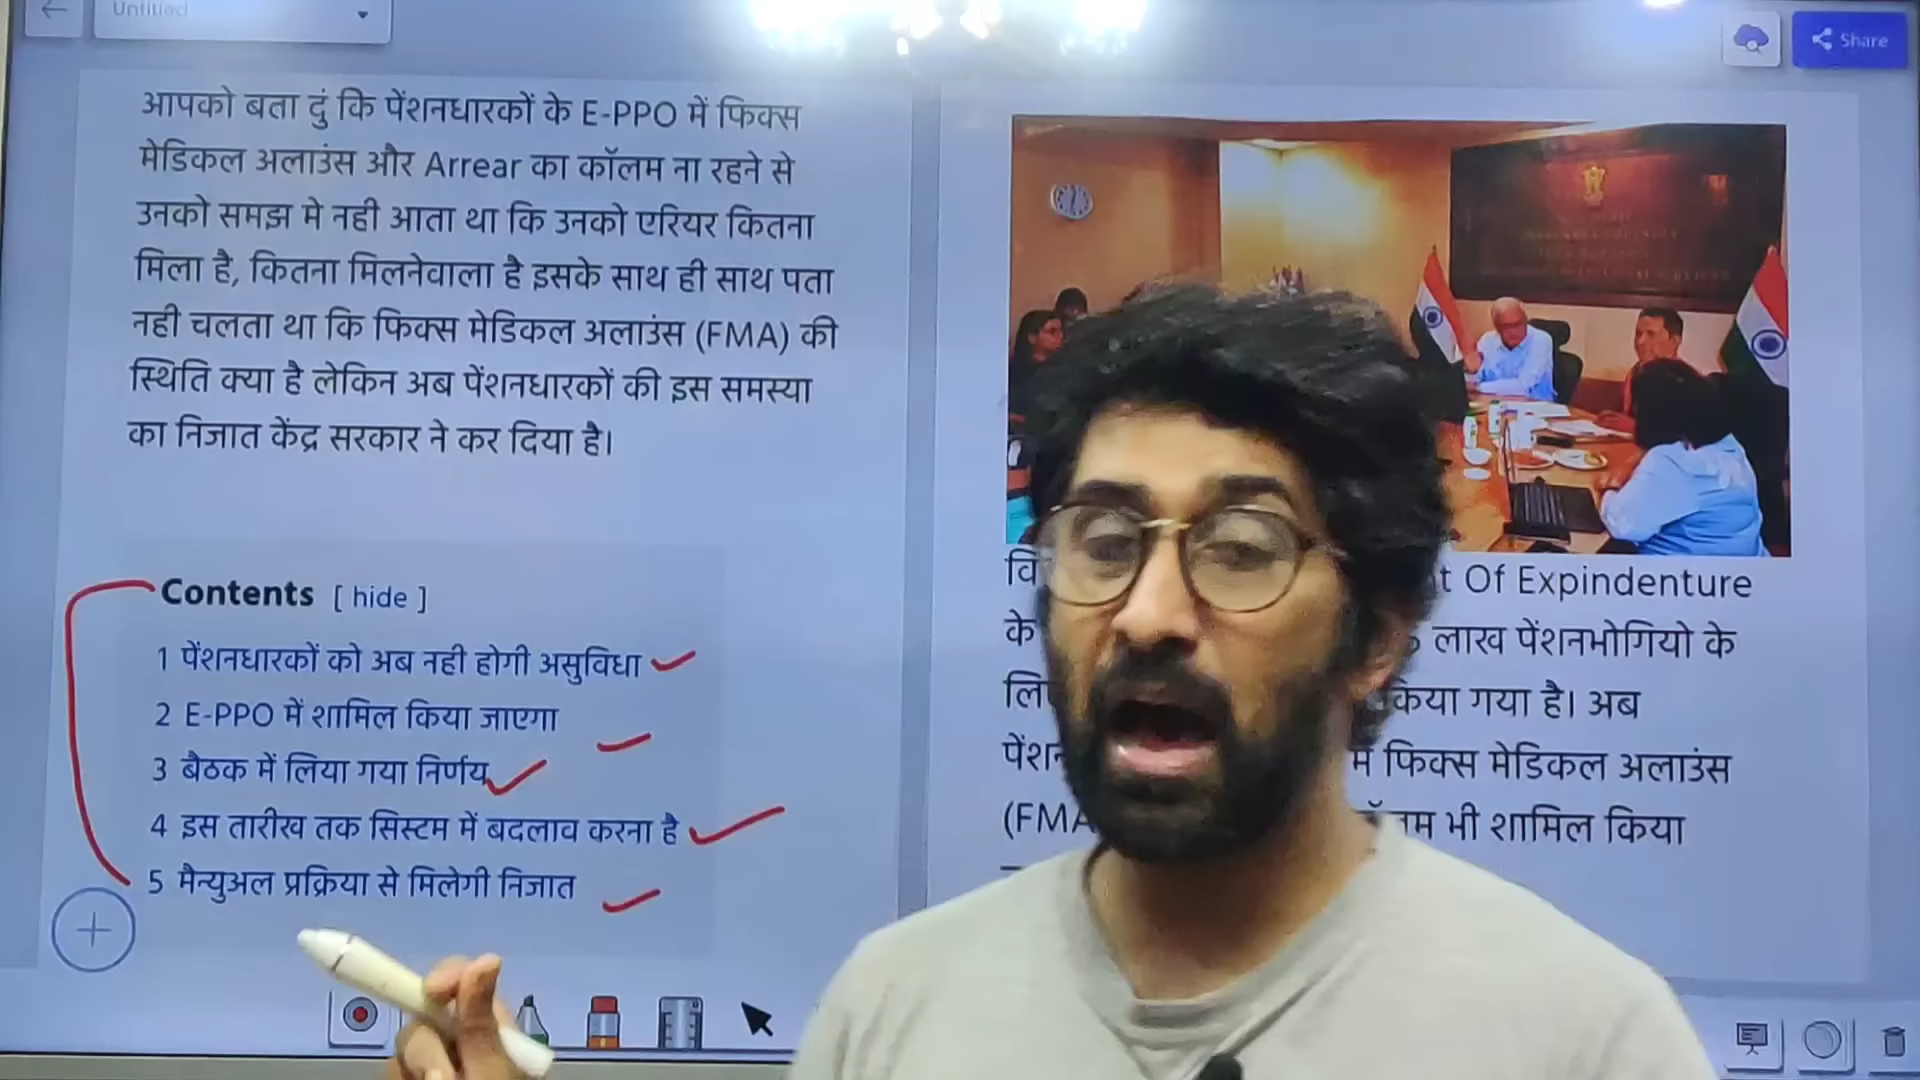 Untitled
Share
आपको बता दुं कि पेंशनधारकों के E-PPO में फिक्स
मेडिकल अलाउंस और Arrear का कॉलम ना रहने से
उनको समझ मे नही आता था कि उनको एरियर कितना
मिला है, कितना मिलनेवाला है इसके साथ ही साथ पता
नही चलता था कि फिक्स मेडिकल अलाउंस (FMA) की
स्थिति क्या है लेकिन अब पेंशनधारकों की इस समस्या
का निजात केंद्र सरकार ने कर दिया है।
Contents [ hide ]
1 पेंशनधारकों को अब नही होगी असुविधा
2 E-PPO में शामिल किया जाएगा
3 बैठक में लिया गया निर्णय
4 इस तारीख तक सिस्टम में बदलाव करना है
5 मैन्युअल प्रक्रिया से मिलेगी निजात
Of Expindenture
के लाख पेंशनभोगियो के
किया गया है। अब
फिक्स मेडिकल अलाउंस
भी शामिल किया